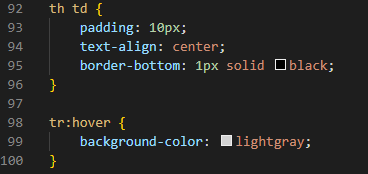 92 th td {
93     padding: 10px;
94     text-align: center;
95     border-bottom: 1px solid black;
96 }
97
98 tr:hover {
99     background-color: lightgray;
100 }